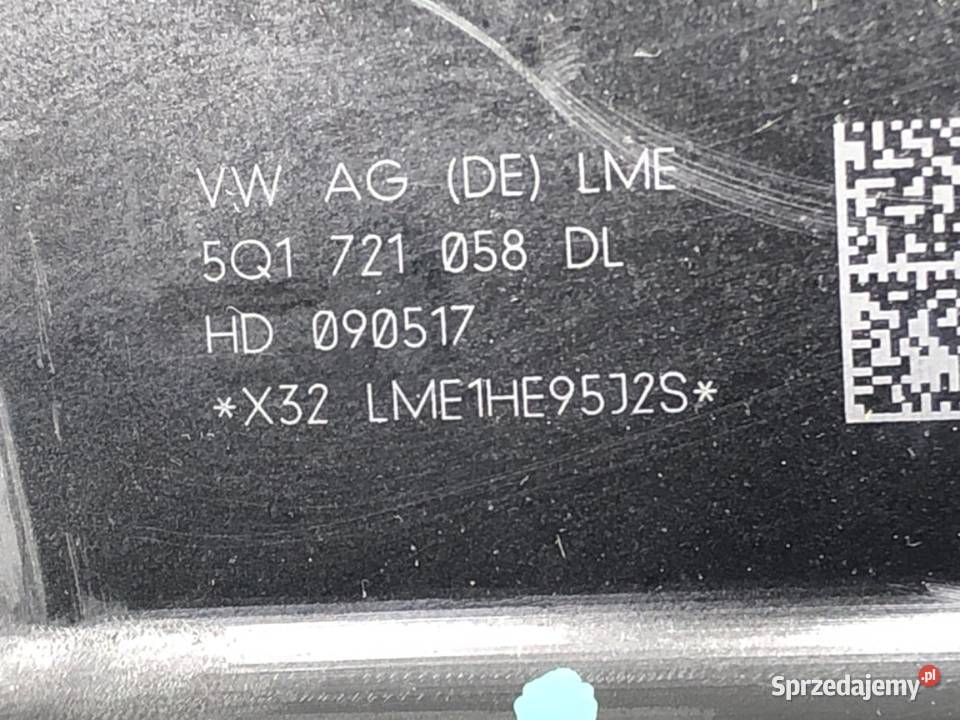 VW AG (DE) LME
5Q1 721 058 DL
HD 090517
*X32 LME1HE95J2S*
Sprzedajemy.pl